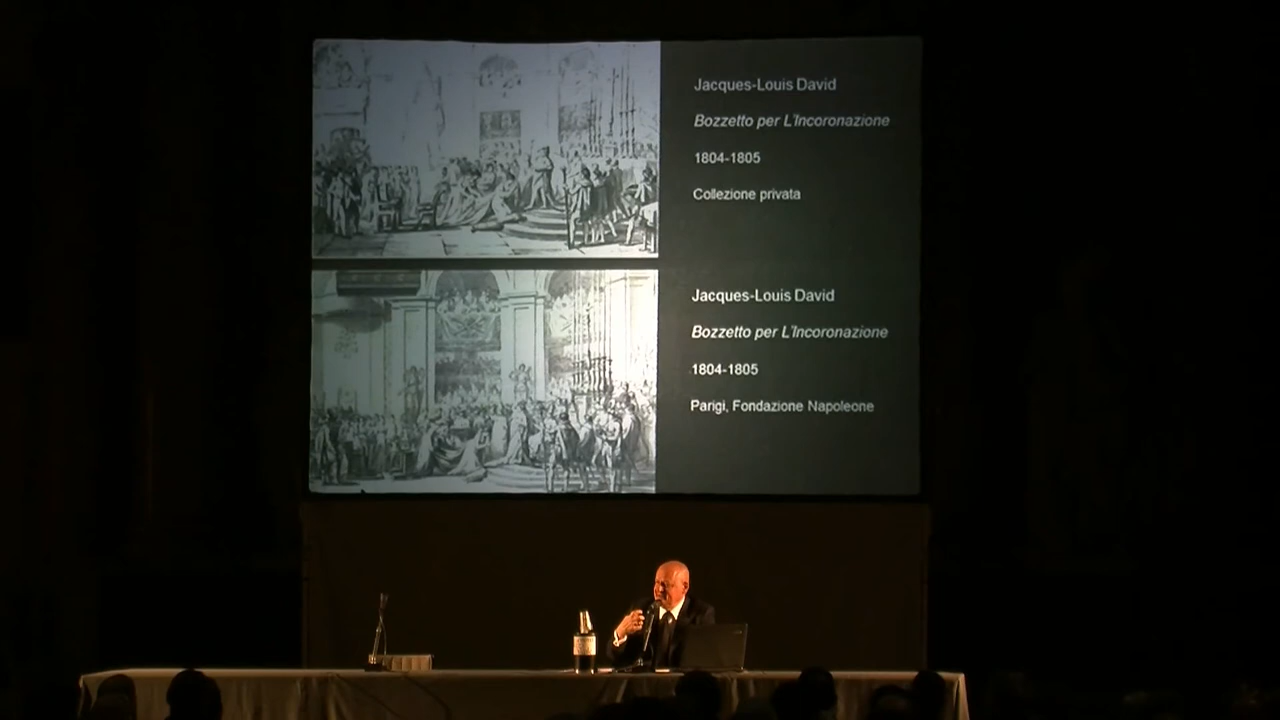 Jacques-Louis David
Bozzetto per L'Incoronazione
1804-1805
Collezione privata
Jacques-Louis David
Bozzetto per L'Incoronazione
1804-1805
Parigi, Fondazione Napoleone